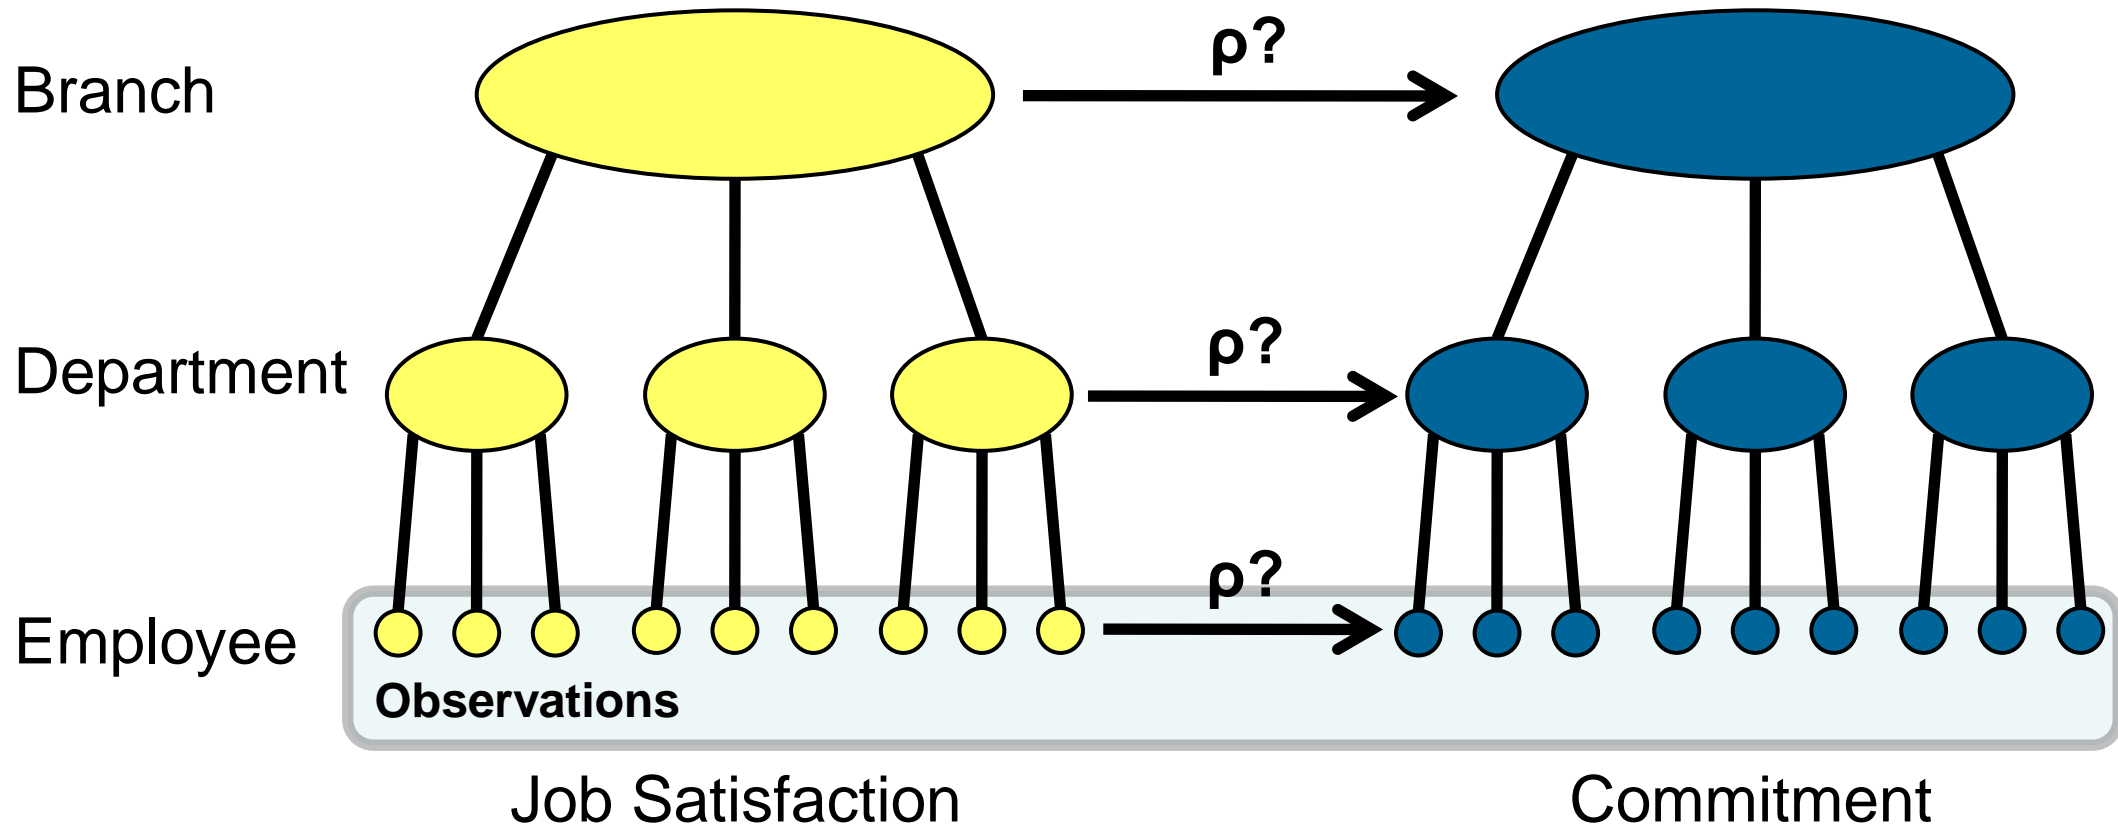 Branch
ρ?
Department
ρ?
Employee
ρ?
Observations
Job Satisfaction
Commitment